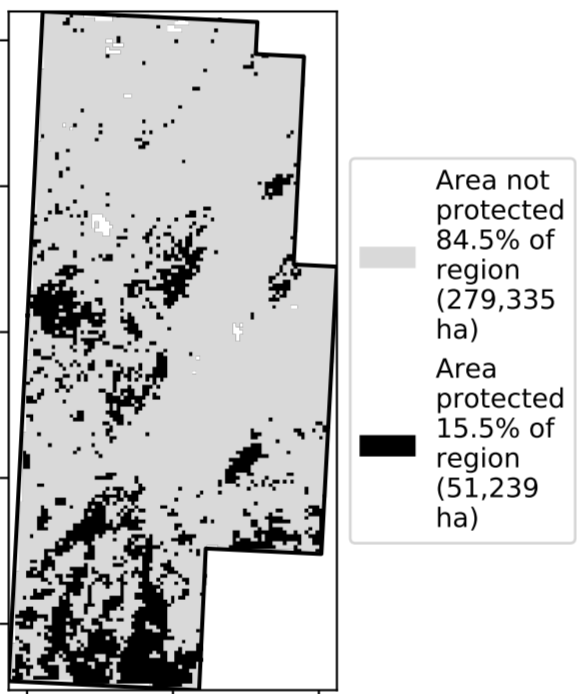 Area not
protected
84.5% of
region
(279,335
ha)
Area
protected
15.5% of
region
(51,239
ha)